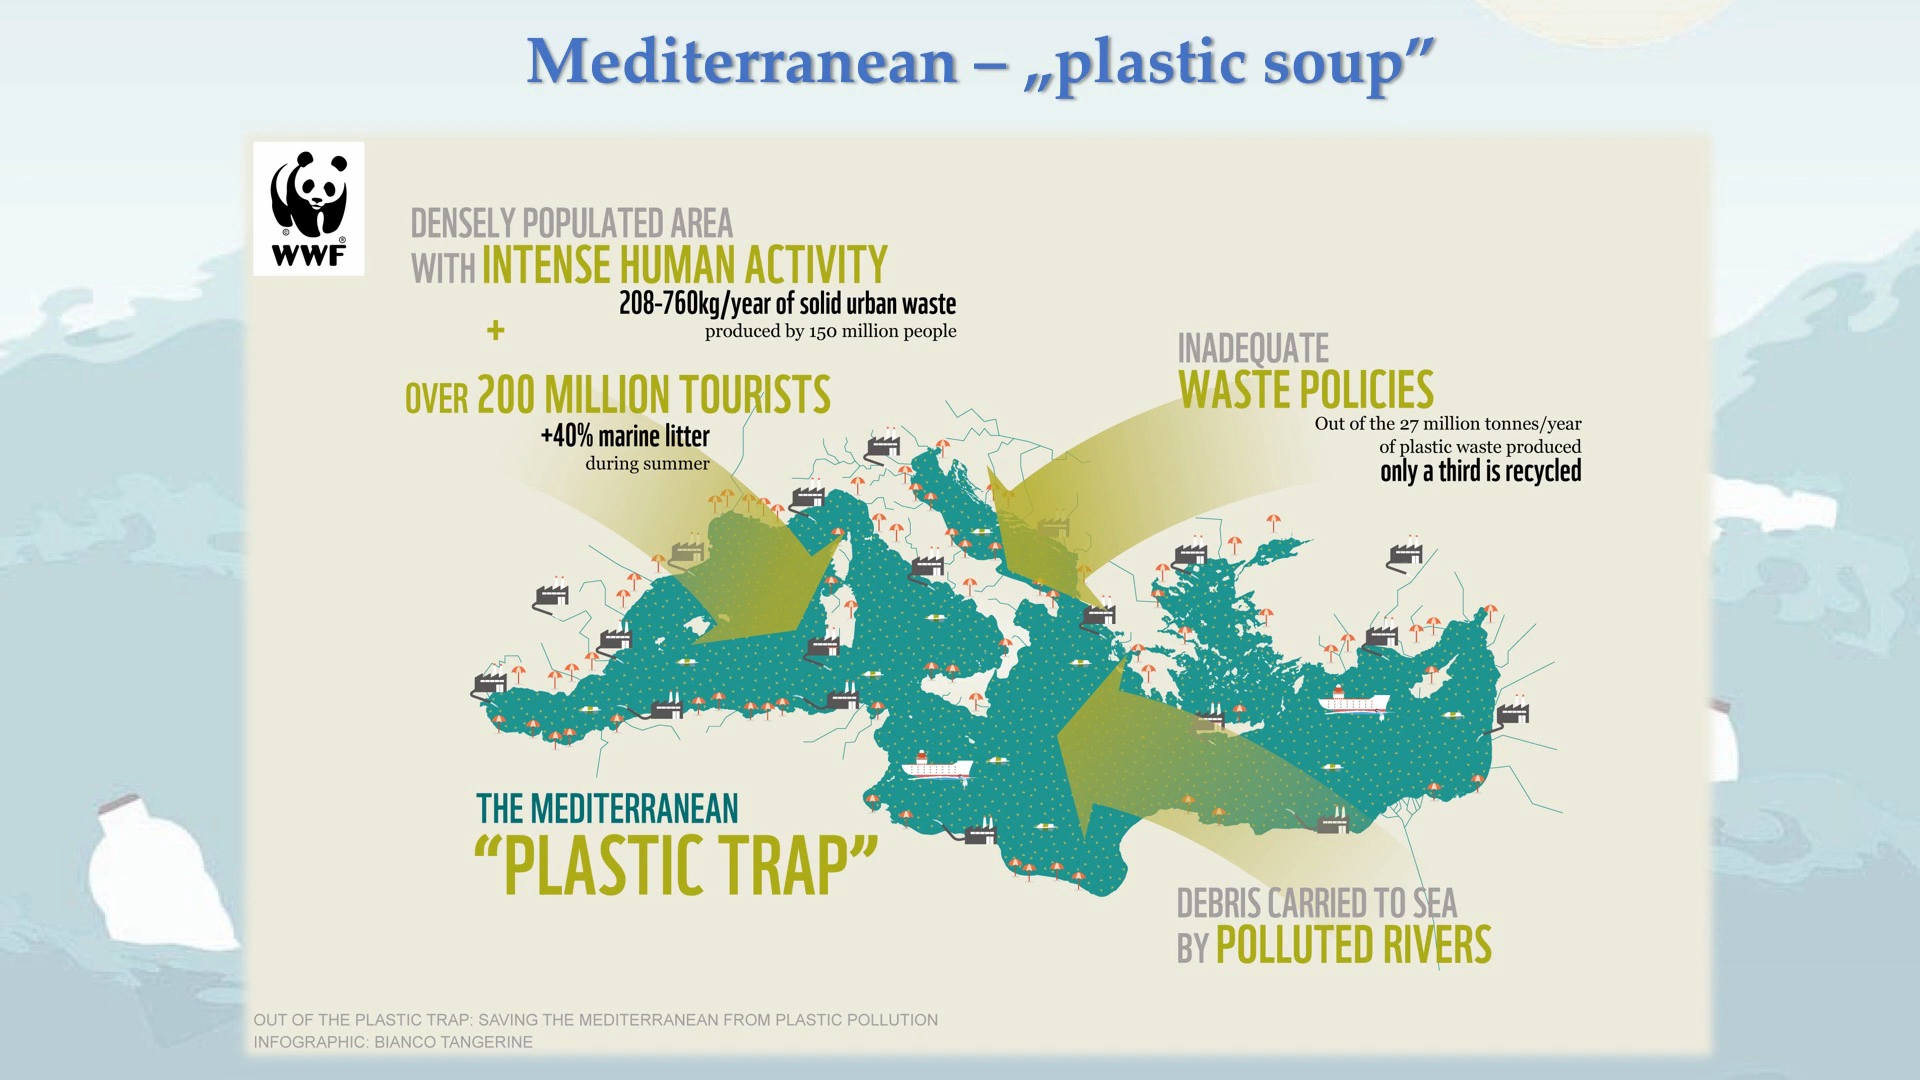 Mediterranean – „plastic soup”
© ®
WWF
DENSELY POPULATED AREA
WITH INTENSE HUMAN ACTIVITY
208-760kg/year of solid urban waste
produced by 150 million people
+
OVER 200 MILLION TOURISTS
+40% marine litter
during summer
INADEQUATE
WASTE POLICIES
Out of the 27 million tonnes/year
of plastic waste produced
only a third is recycled
THE MEDITERRANEAN
“PLASTIC TRAP”
DEBRIS CARRIED TO SEA
BY POLLUTED RIVERS
OUT OF THE PLASTIC TRAP: SAVING THE MEDITERRANEAN FROM PLASTIC POLLUTION
INFOGRAPHIC: BIANCO TANGERINE